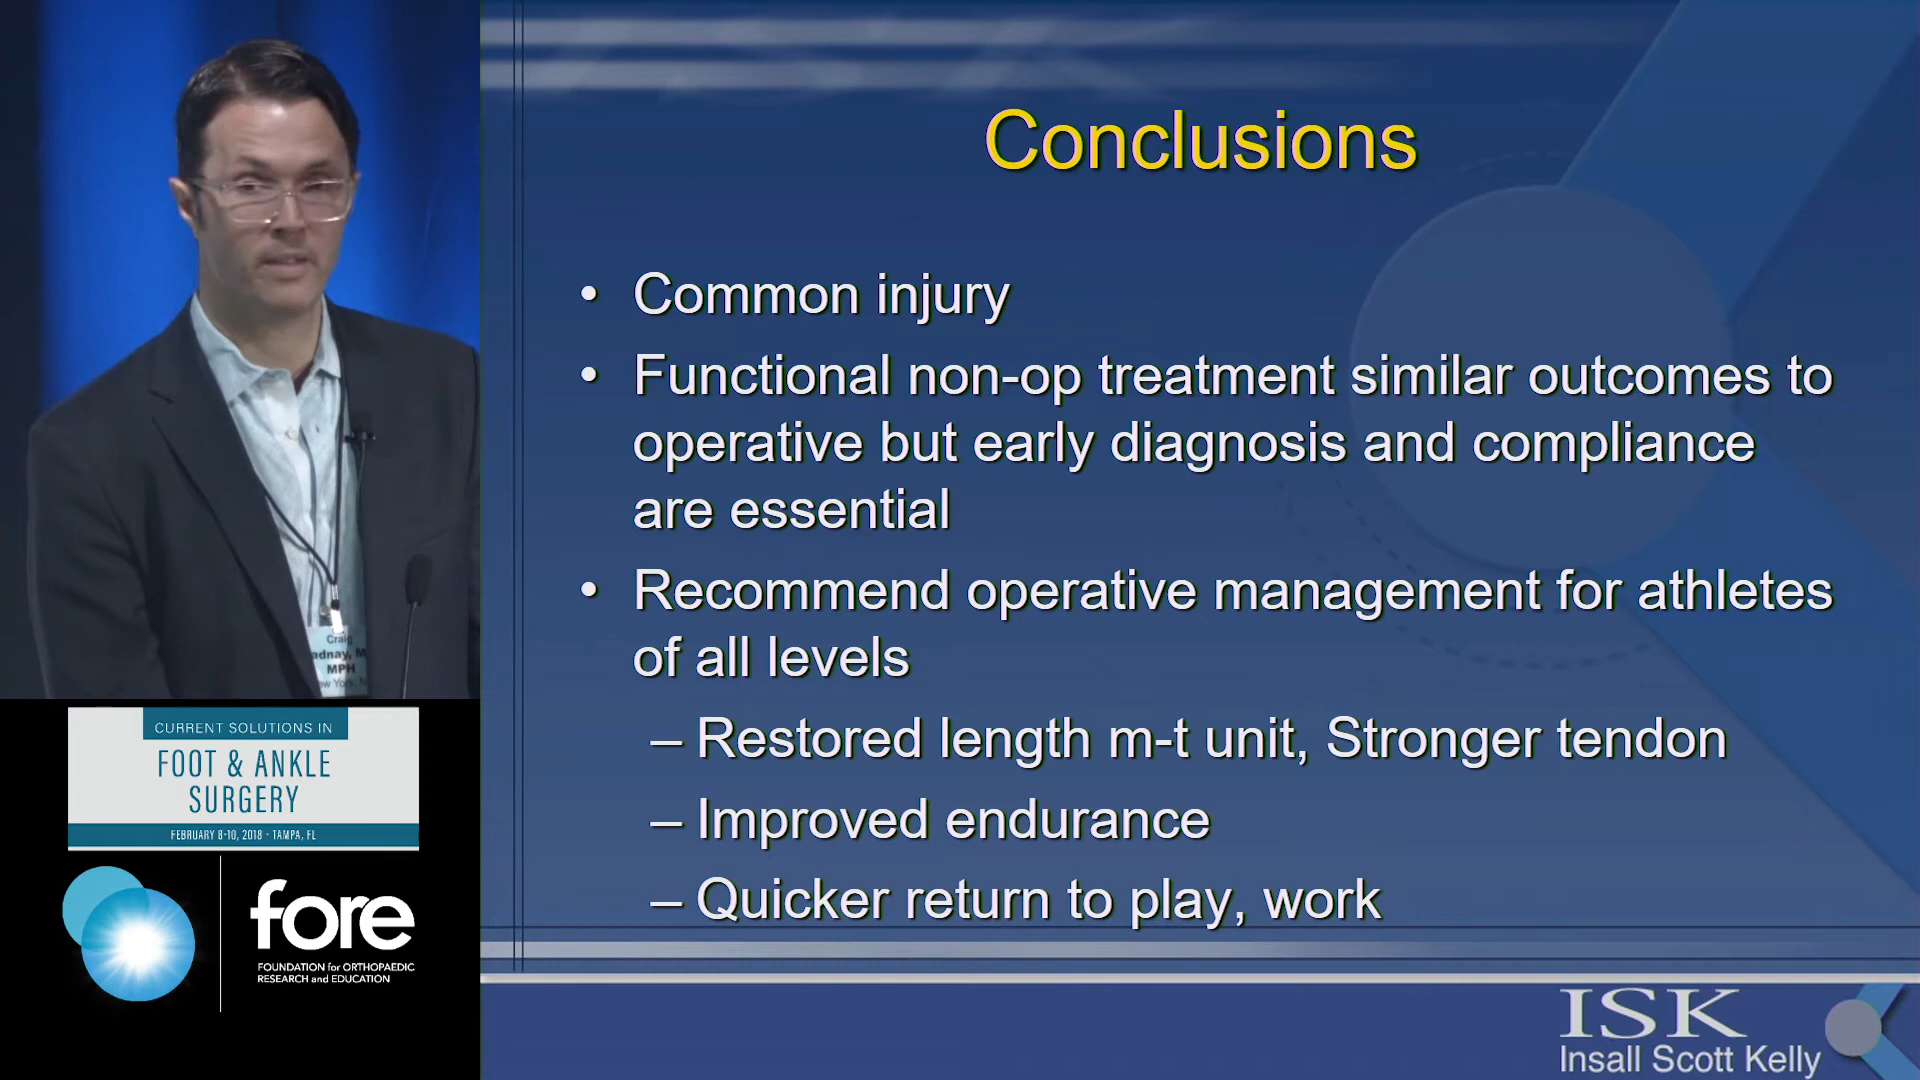 Conclusions
• Common injury
• Functional non-op treatment similar outcomes to
operative but early diagnosis and compliance
are essential
• Recommend operative management for athletes
of all levels
– Restored length m-t unit, Stronger tendon
– Improved endurance
– Quicker return to play, work
ISK
Insall Scott Kelly
Craig
adnay, M
MPH
CURRENT SOLUTIONS IN
FOOT & ANKLE
SURGERY
FEBRUARY 8-10, 2018 - TAMPA, FL
fore
FOUNDATION for ORTHOPAEDIC
RESEARCH and EDUCATION